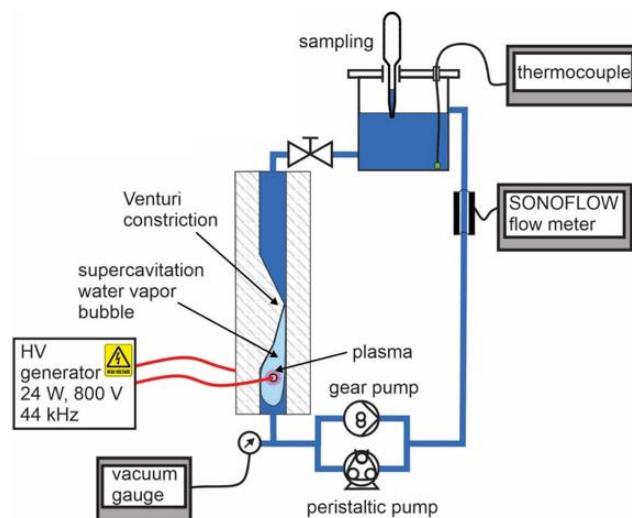 sampling
thermocouple
SONOFLOW
flow meter
Venturi
constriction
supercavitation
water vapor
bubble
plasma
HV
generator
24 W, 800 V
44 kHz
gear pump
vacuum
gauge
peristaltic pump